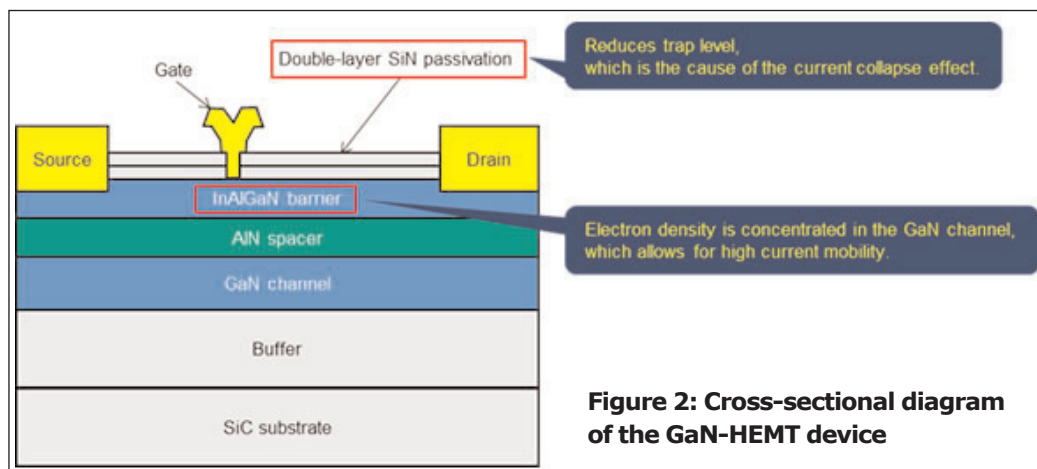 Double-layer SiN passivation
Reduces trap level,
which is the cause of the current collapse effect.
Gate
Source
Drain
InAlGaN barrier
Electron density is concentrated in the GaN channel,
which allows for high current mobility.
AlN spacer
GaN channel
Buffer
SiC substrate
Figure 2: Cross-sectional diagram
of the GaN-HEMT device